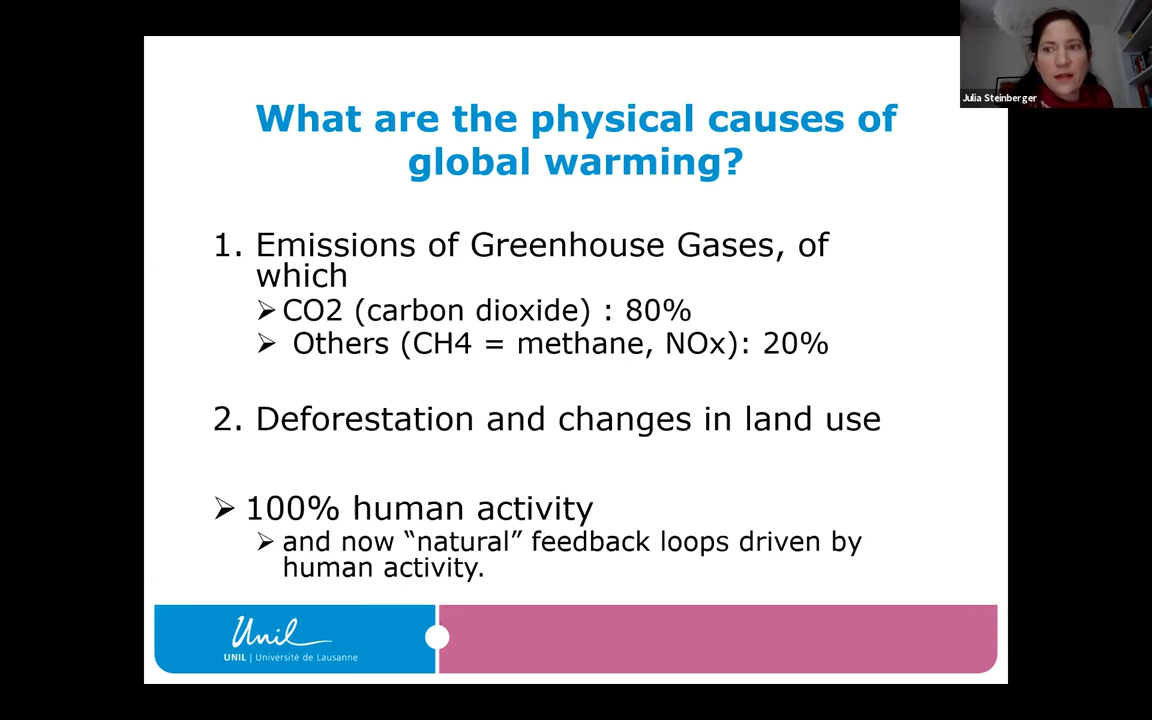 What are the physical causes of
global warming?
1. Emissions of Greenhouse Gases, of
which
➢ CO2 (carbon dioxide) : 80%
➢ Others (CH4 = methane, NOx): 20%
2. Deforestation and changes in land use
➢ 100% human activity
➢ and now “natural” feedback loops driven by
human activity.
Unil
UNIL | Université de Lausanne
Julia Steinberger